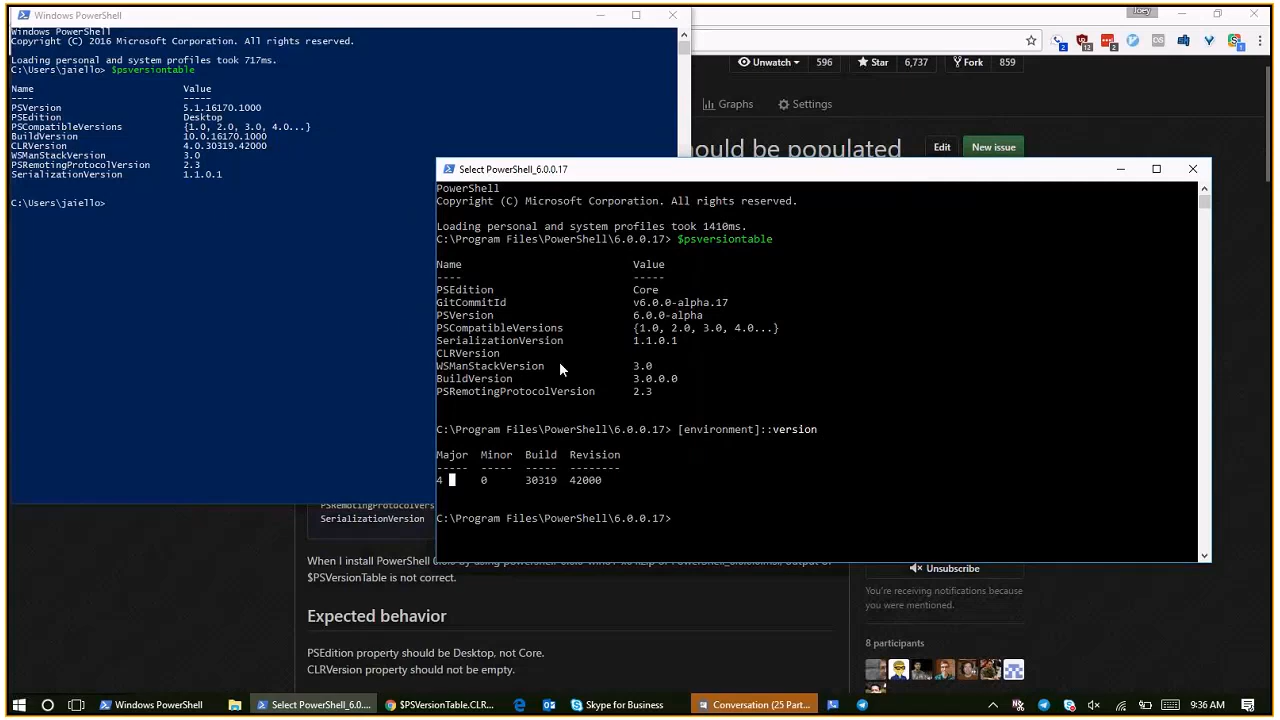 Windows PowerShell
Windows PowerShell
Copyright (C) 2016 Microsoft Corporation. All rights reserved.
Loading personal and system profiles took 717ms.
C:\Users\jaiello> $psversiontable
Name Value
---- -----
PSVersion 5.1.16170.1000
PSEdition Desktop
PSCompatibleVersions {1.0, 2.0, 3.0, 4.0...}
BuildVersion 10.0.16170.1000
CLRVersion 4.0.30319.42000
WSManStackVersion 3.0
PSRemotingProtocolVersion 2.3
SerializationVersion 1.1.0.1
C:\Users\jaiello>
Joey
2 12 2 1
Unwatch 596 Star 6,737 Fork 859
Graphs Settings
ould be populated Edit New issue
Select PowerShell_6.0.0.17
PowerShell
Copyright (C) Microsoft Corporation. All rights reserved.
Loading personal and system profiles took 1410ms.
C:\Program Files\PowerShell\6.0.0.17> $psversiontable
Name Value
---- -----
PSEdition Core
GitCommitId v6.0.0-alpha.17
PSVersion 6.0.0-alpha
PSCompatibleVersions {1.0, 2.0, 3.0, 4.0...}
SerializationVersion 1.1.0.1
CLRVersion
WSManStackVersion 3.0
BuildVersion 3.0.0.0
PSRemotingProtocolVersion 2.3
C:\Program Files\PowerShell\6.0.0.17> [environment]::version
Major Minor Build Revision
----- ----- ----- --------
4 0 30319 42000
C:\Program Files\PowerShell\6.0.0.17>
PSRemotingProtocolVers
SerializationVersion
When I install PowerShell
$PSVersionTable is not correct.
Expected behavior
PSEdition property should be Desktop, not Core.
CLRVersion property should not be empty.
Unsubscribe
You're receiving notifications because
you were mentioned.
8 participants
Windows PowerShell
Select PowerShell_6.0....
$PSVersionTable.CLR...
Skype for Business
Conversation (25 Part...
9:36 AM